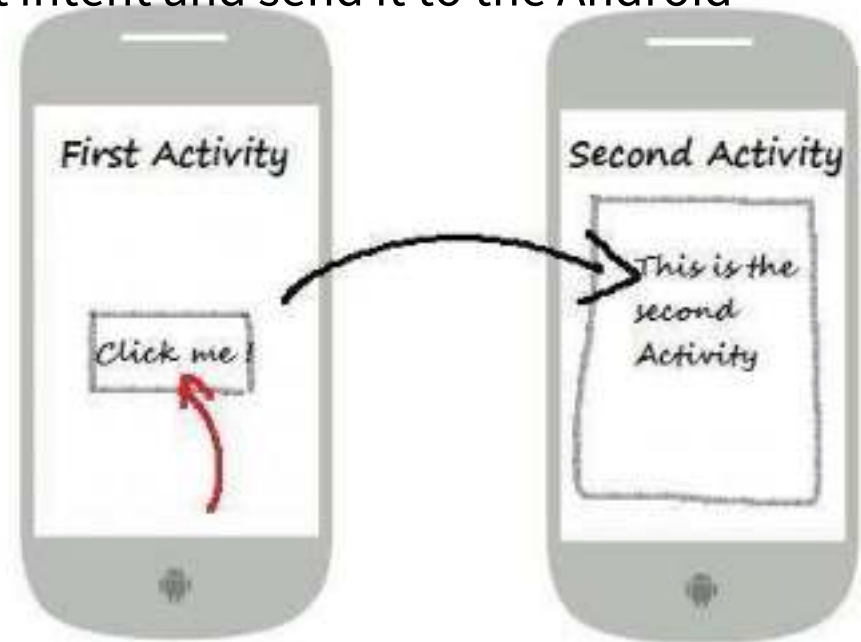 t intent and send it to the Android
First Activity
Click me !
Second Activity
This is the
second
Activity